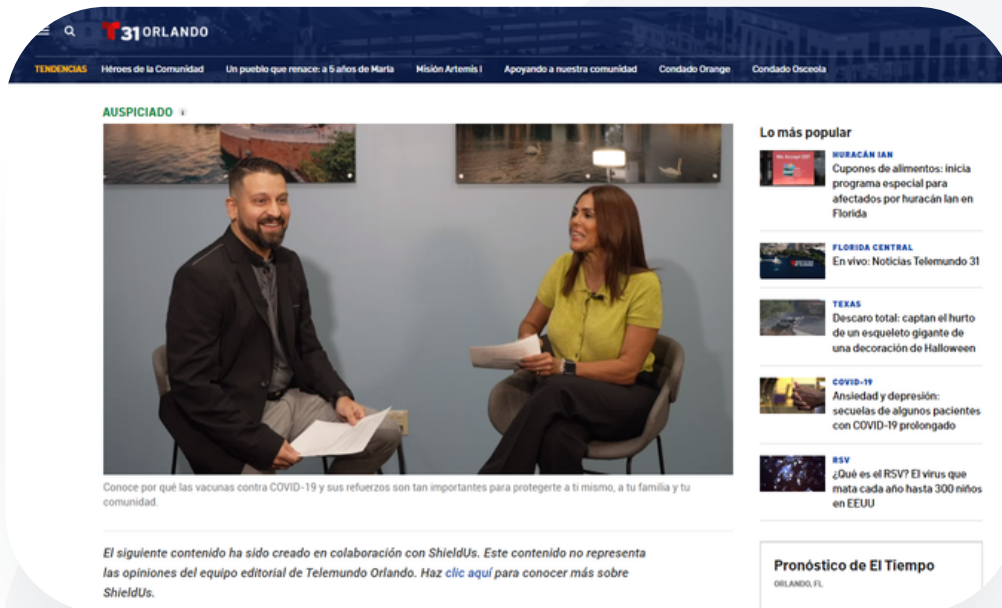 31 ORLANDO
TENDENCIAS Héroes de la Comunidad Un pueblo que renace: a 5 años de María Misión Artemis I Apoyando a nuestra comunidad Condado Orange Condado Osceola
AUSPICIADO
Conoce por qué las vacunas contra COVID-19 y sus refuerzos son tan importantes para protegerte a ti mismo, a tu familia y tu
comunidad.
El siguiente contenido ha sido creado en colaboración con ShieldUs. Este contenido no representa
las opiniones del equipo editorial de Telemundo Orlando. Haz clic aquí para conocer más sobre
ShieldUs.
Lo más popular
HURACÁN IAN
Cupones de alimentos: inicia
programa especial para
afectados por huracán Ian en
Florida
FLORIDA CENTRAL
En vivo: Noticias Telemundo 31
TEXAS
Descaro total: captan el hurto
de un esqueleto gigante de
una decoración de Halloween
COVID-19
Ansiedad y depresión:
secuelas de algunos pacientes
con COVID-19 prolongado
RSV
¿Qué es el RSV? El virus que
mata cada año hasta 300 niños
en EEUU
Pronóstico de El Tiempo
ORLANDO, FL